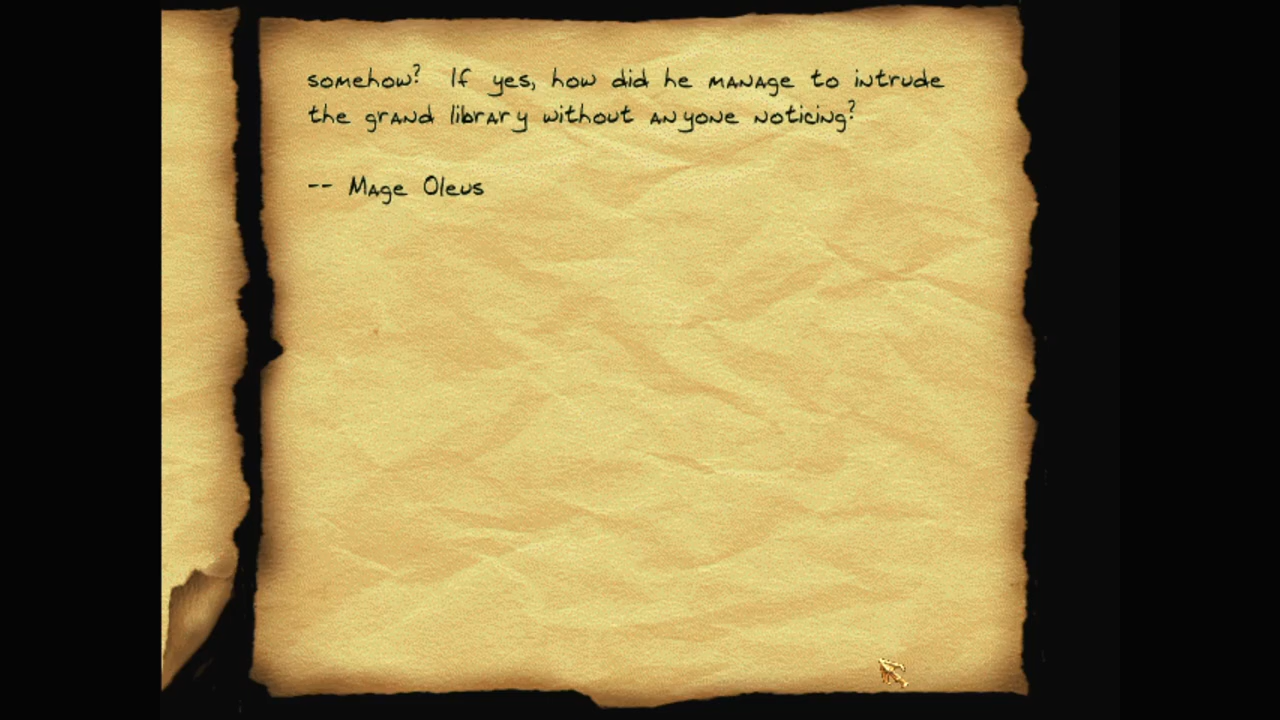 somehow? If yes, how did he manage to intrude
the grand library without anyone noticing?
-- Mage Oleus